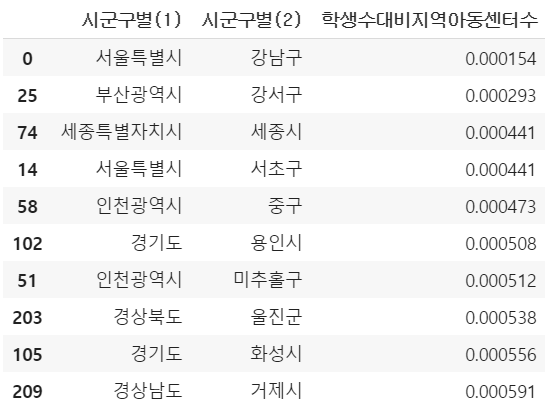 시군구별(1) 시군구별(2) 학생수대비지역아동센터수
0 서울특별시 강남구 0.000154
25 부산광역시 강서구 0.000293
74 세종특별자치시 세종시 0.000441
14 서울특별시 서초구 0.000441
58 인천광역시 중구 0.000473
102 경기도 용인시 0.000508
51 인천광역시 미추홀구 0.000512
203 경상북도 울진군 0.000538
105 경기도 화성시 0.000556
209 경상남도 거제시 0.000591